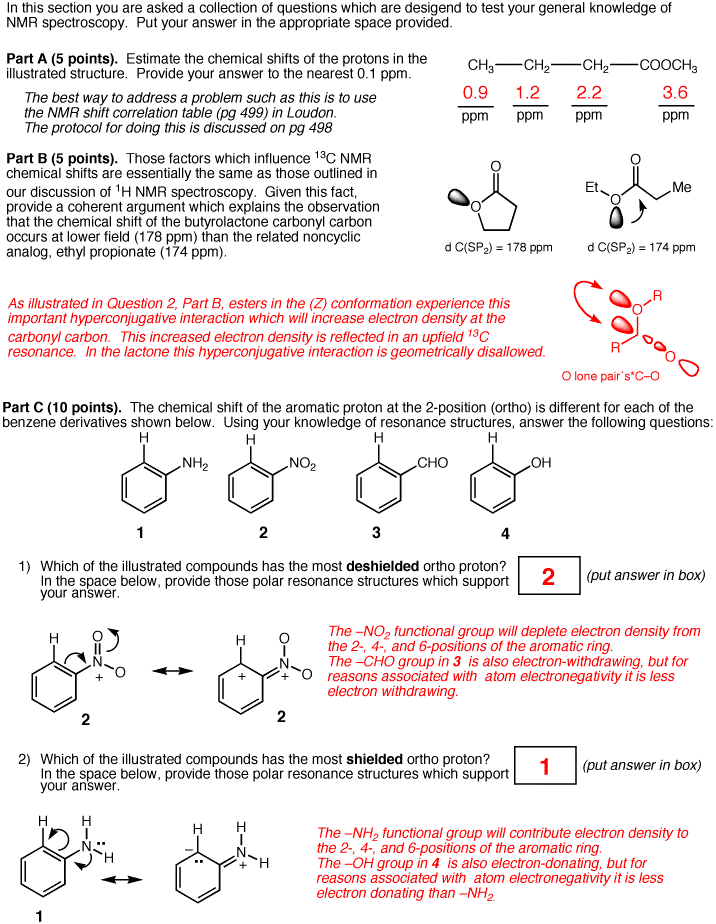 In this section you are asked a collection of questions which are desigend to test your general knowledge of
NMR spectroscopy. Put your answer in the appropriate space provided.
Part A (5 points). Estimate the chemical shifts of the protons in the
illustrated structure. Provide your answer to the nearest 0.1 ppm.
CH₃—CH₂—CH₂—COOCH₃
0.9 1.2 2.2 3.6
ppm ppm ppm ppm
The best way to address a problem such as this is to use
the NMR shift correlation table (pg 499) in Loudon.
The protocol for doing this is discussed on pg 498
Part B (5 points). Those factors which influence ¹³C NMR
chemical shifts are essentially the same as those outlined in
our discussion of ¹H NMR spectroscopy. Given this fact,
provide a coherent argument which explains the observation
that the chemical shift of the butyrolactone carbonyl carbon
occurs at lower field (178 ppm) than the related noncyclic
analog, ethyl propionate (174 ppm).
O
O
O
Et
O
Me
d C(SP₂) = 178 ppm
d C(SP₂) = 174 ppm
As illustrated in Question 2, Part B, esters in the (Z) conformation experience this
important hyperconjugative interaction which will increase electron density at the
carbonyl carbon. This increased electron density is reflected in an upfield ¹³C
resonance. In the lactone this hyperconjugative interaction is geometrically disallowed.
R
O
R
O
O lone pair´s*C–O
Part C (10 points). The chemical shift of the aromatic proton at the 2-position (ortho) is different for each of the
benzene derivatives shown below. Using your knowledge of resonance structures, answer the following questions:
H H H H
NH₂ NO₂ CHO OH
1 2 3 4
1) Which of the illustrated compounds has the most deshielded ortho proton?
In the space below, provide those polar resonance structures which support
your answer.
2
(put answer in box)
H
O
N
O
+
2
H
O
N
O
+
+
2
The –NO₂ functional group will deplete electron density from
the 2-, 4-, and 6-positions of the aromatic ring.
The –CHO group in 3 is also electron-withdrawing, but for
reasons associated with atom electronegativity it is less
electron withdrawing.
2) Which of the illustrated compounds has the most shielded ortho proton?
In the space below, provide those polar resonance structures which support
your answer.
1
(put answer in box)
H
H
N
H
1
H
H
N
H
–
+
The –NH₂ functional group will contribute electron density to
the 2-, 4-, and 6-positions of the aromatic ring.
The –OH group in 4 is also electron-donating, but for
reasons associated with atom electronegativity it is less
electron donating than –NH₂.